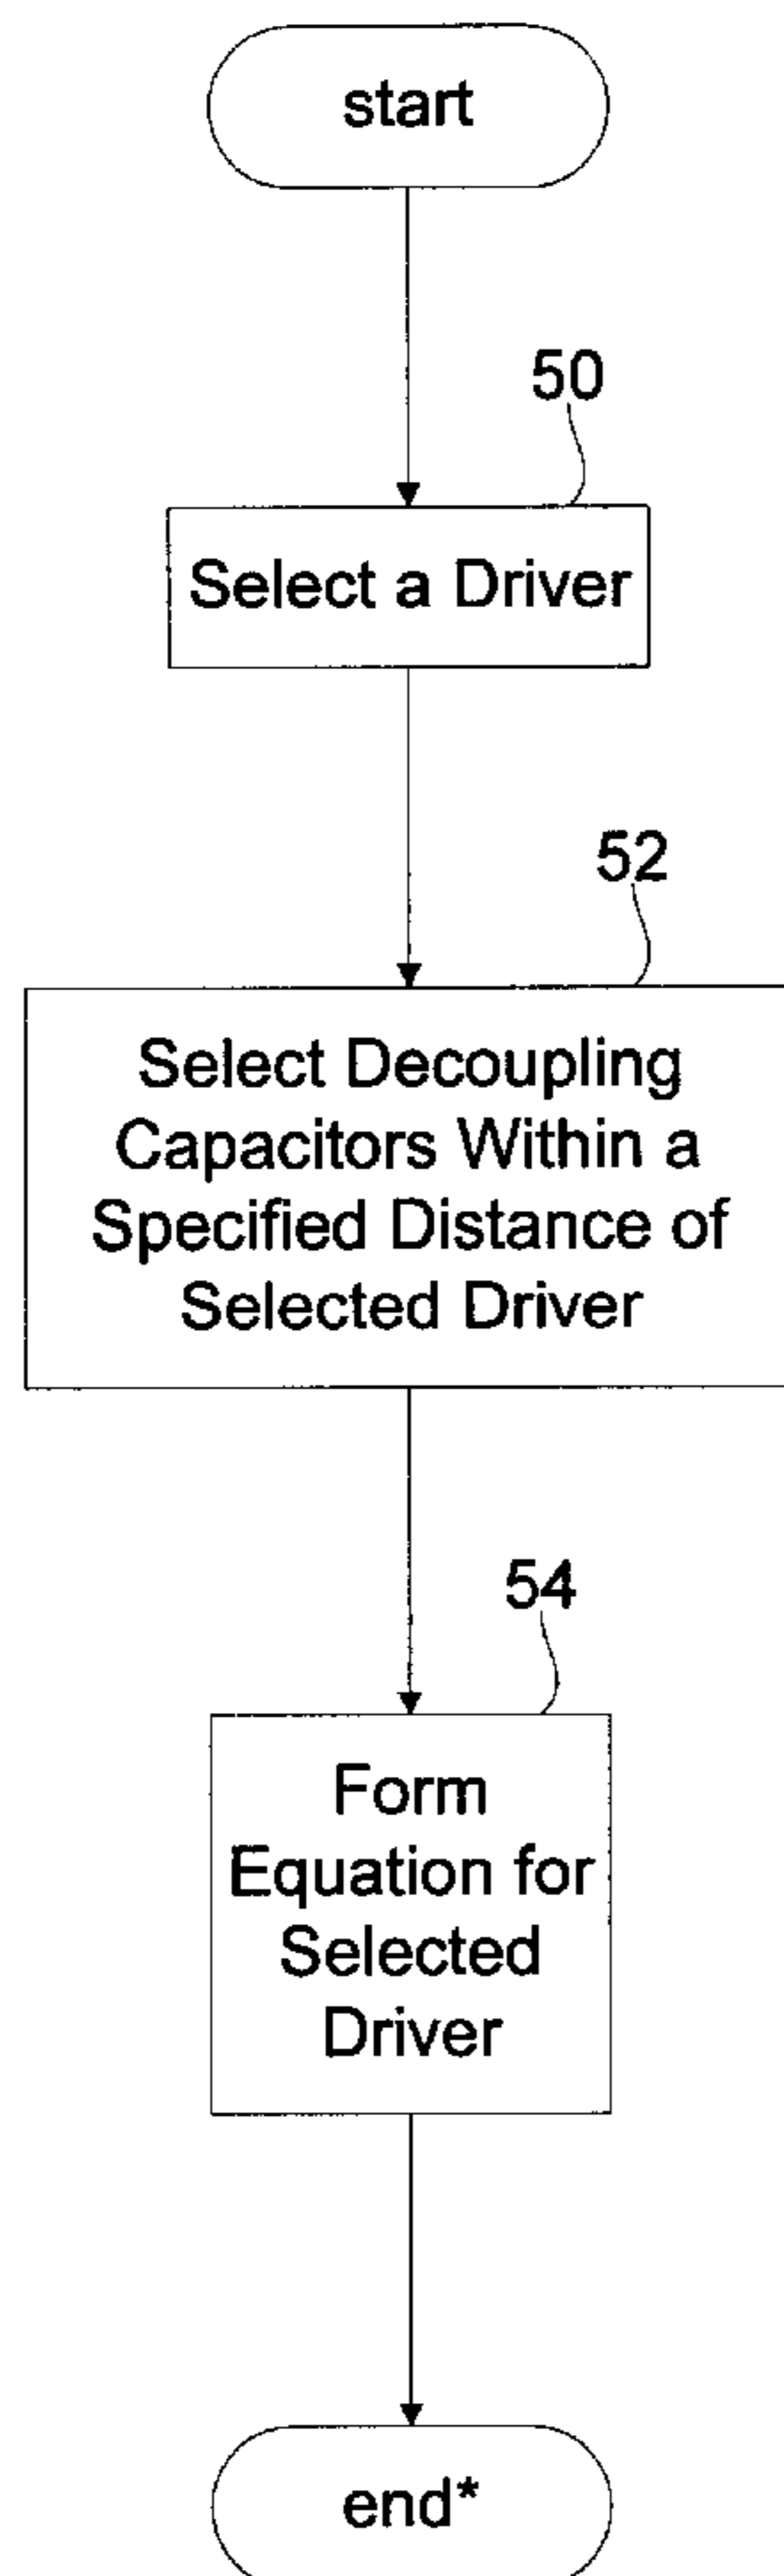 start
50
Select a Driver
52
Select Decoupling
Capacitors Within a
Specified Distance of
Selected Driver
54
Form
Equation for
Selected
Driver
end*